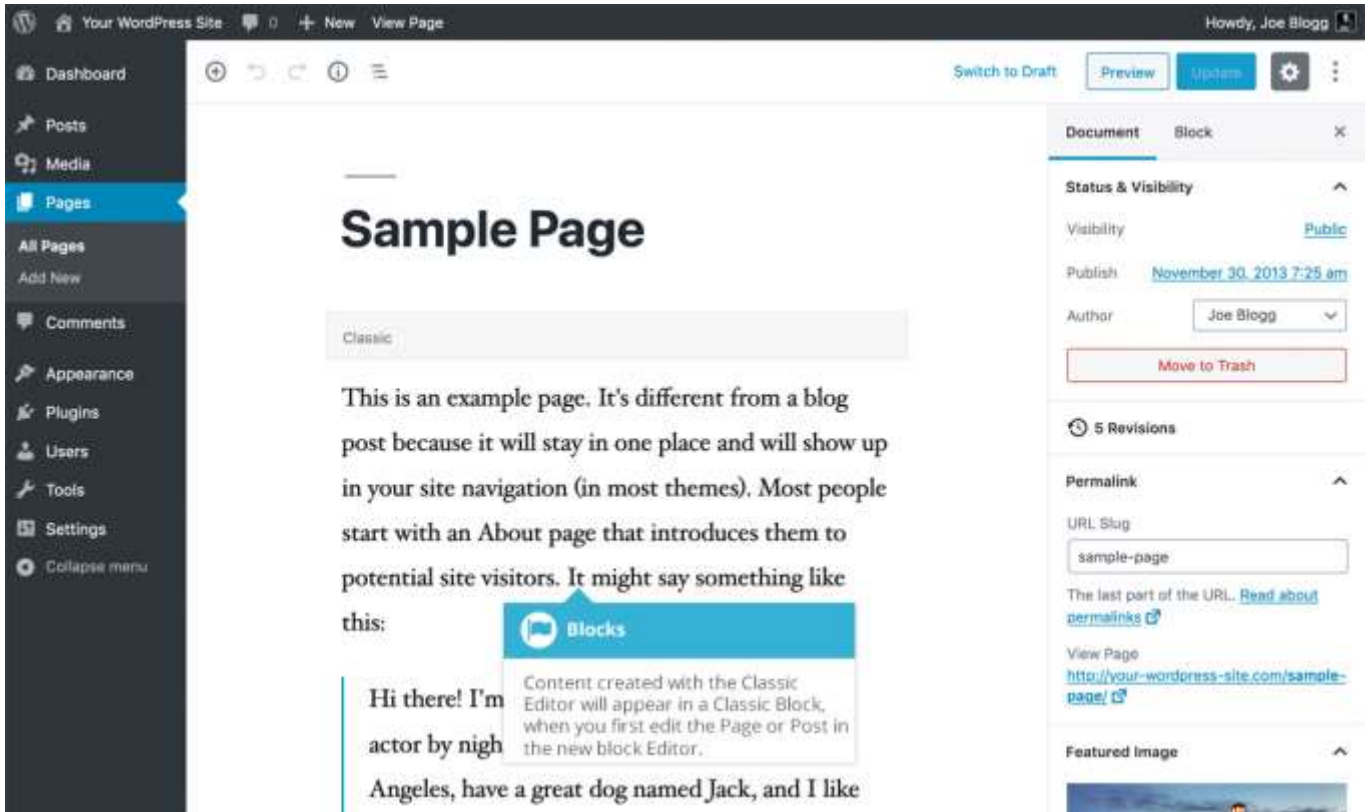 Your WordPress Site 0 New View Page Howdy, Joe Blogg
Dashboard
Posts
Media
Pages
All Pages
Add New
Comments
Appearance
Plugins
Users
Tools
Settings
Collapse menu
Switch to Draft Preview Update
Sample Page
Classic
This is an example page. It's different from a blog
post because it will stay in one place and will show up
in your site navigation (in most themes). Most people
start with an About page that introduces them to
potential site visitors. It might say something like
this:
Hi there! I'm
actor by nigh
Angeles, have a great dog named Jack, and I like
Blocks
Content created with the Classic
Editor will appear in a Classic Block,
when you first edit the Page or Post in
the new block Editor.
Document Block
Status & Visibility
Visibility Public
Publish November 30, 2013 7:25 am
Author Joe Blogg
Move to Trash
5 Revisions
Permalink
URL Slug
sample-page
The last part of the URL. Read about
permalinks
View Page
http://your-wordpress-site.com/sample-
page/
Featured Image